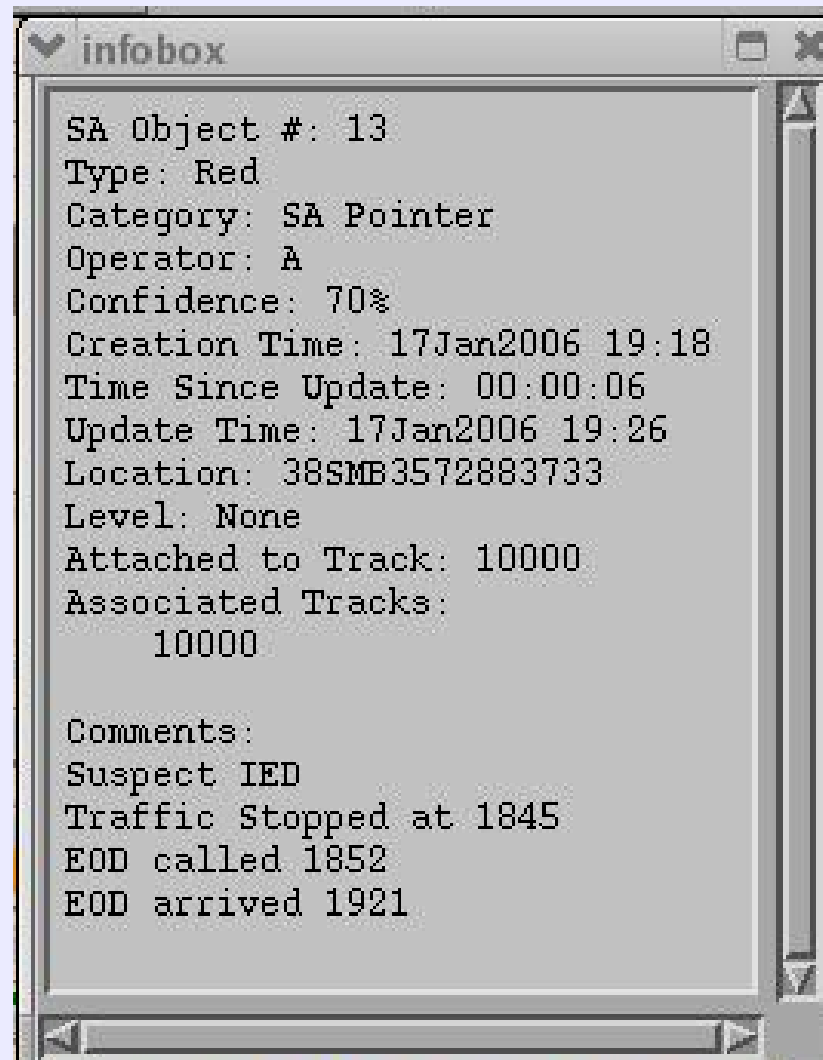 infobox
SA Object #: 13
Type: Red
Category: SA Pointer
Operator: A
Confidence: 70%
Creation Time: 17Jan2006 19:18
Time Since Update: 00:00:06
Update Time: 17Jan2006 19:26
Location: 38SMB3572883733
Level: None
Attached to Track: 10000
Associated Tracks:
10000
Comments:
Suspect IED
Traffic Stopped at 1845
EOD called 1852
EOD arrived 1921